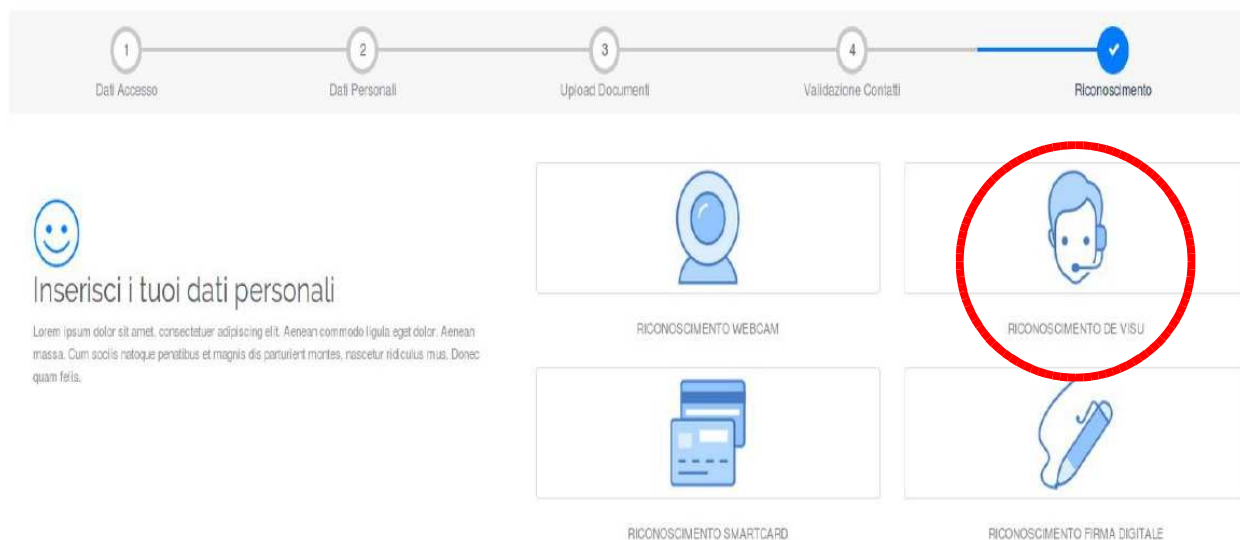 1
2
3
4
Dati Accesso
Dati Personali
Upload Documenti
Validazione Contatti
Riconoscimento
Inserisci i tuoi dati personali
Lorem ipsum dolor sit amet, consectetuer adipiscing elit. Aenean commodo ligula eget dolor. Aenean
massa. Cum sociis natoque penatibus et magnis dis parturient montes, nascetur ridiculus mus. Donec
quam felis.
RICONOSCIMENTO WEBCAM
RICONOSCIMENTO DE VISU
RICONOSCIMENTO SMARTCARD
RICONOSCIMENTO FIRMA DIGITALE